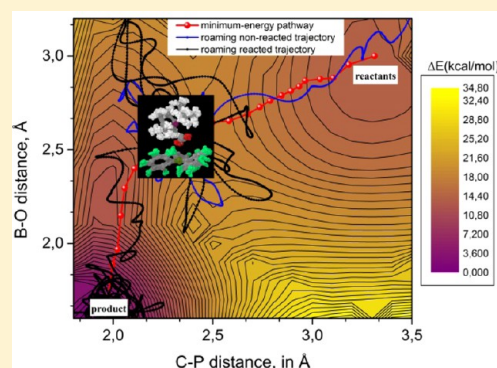 minimum-energy pathway
roaming non-reacted trajectory
roaming reacted trajectory
reactants
product
B-O distance, Å
3,0
2,5
2,0
2,0
2,5
3,0
3,5
C-P distance, in Å
ΔE(kcal/mol)
34,80
32,40
28,80
25,20
21,60
18,00
14,40
10,80
7,200
3,600
0,000